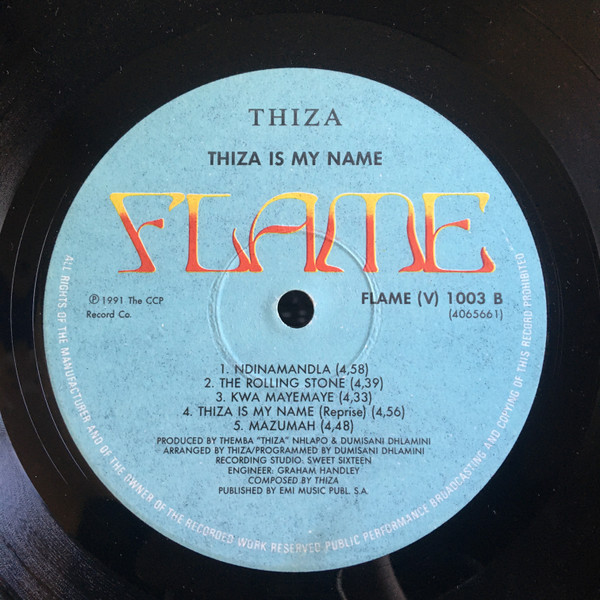 THIZA
THIZA IS MY NAME
FLAME
℗ 1991 The CCP
Record Co.
FLAME (V) 1003 B
(4065661)
1. NDINAMANDLA (4,58)
2. THE ROLLING STONE (4,39)
3. KWA MAYEMAYE (4,33)
4. THIZA IS MY NAME (Reprise) (4,56)
5. MAZUMAH (4,48)
PRODUCED BY THEMBA "THIZA" NHLAPO & DUMISANI DHLAMINI
ARRANGED BY THIZA/PROGRAMMED BY DUMISANI DHLAMINI
RECORDING STUDIO: SWEET SIXTEEN
ENGINEER: GRAHAM HANDLEY
COMPOSED BY THIZA
PUBLISHED BY EMI MUSIC PUBL. S.A.
ALL RIGHTS OF THE MANUFACTURER AND OF THE OWNER OF THE RECORDED WORK RESERVED PUBLIC PERFORMANCE BROADCASTING AND COPYING OF THIS RECORD PROHIBITED